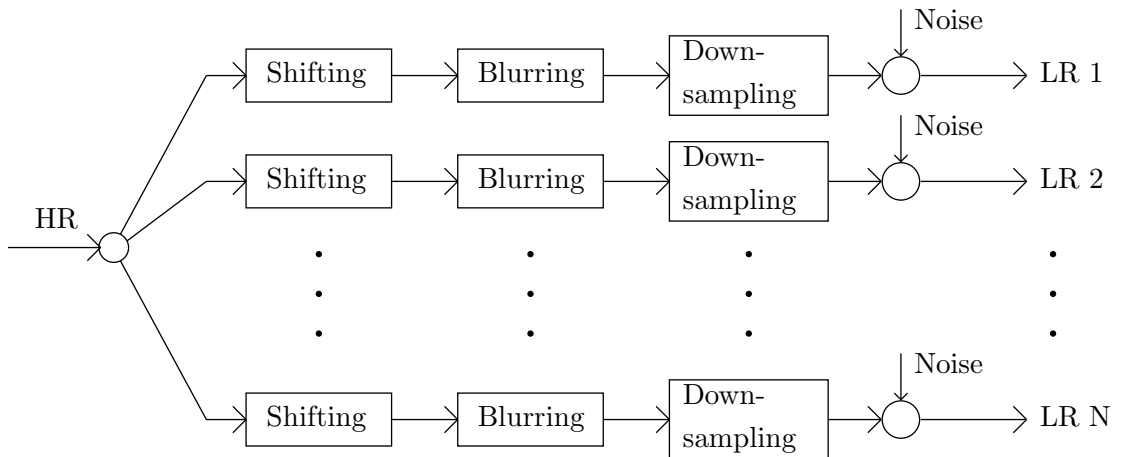 Noise
Shifting
Blurring
Down-
sampling
LR 1
Noise
Shifting
Blurring
Down-
sampling
LR 2
HR
Noise
Shifting
Blurring
Down-
sampling
LR N